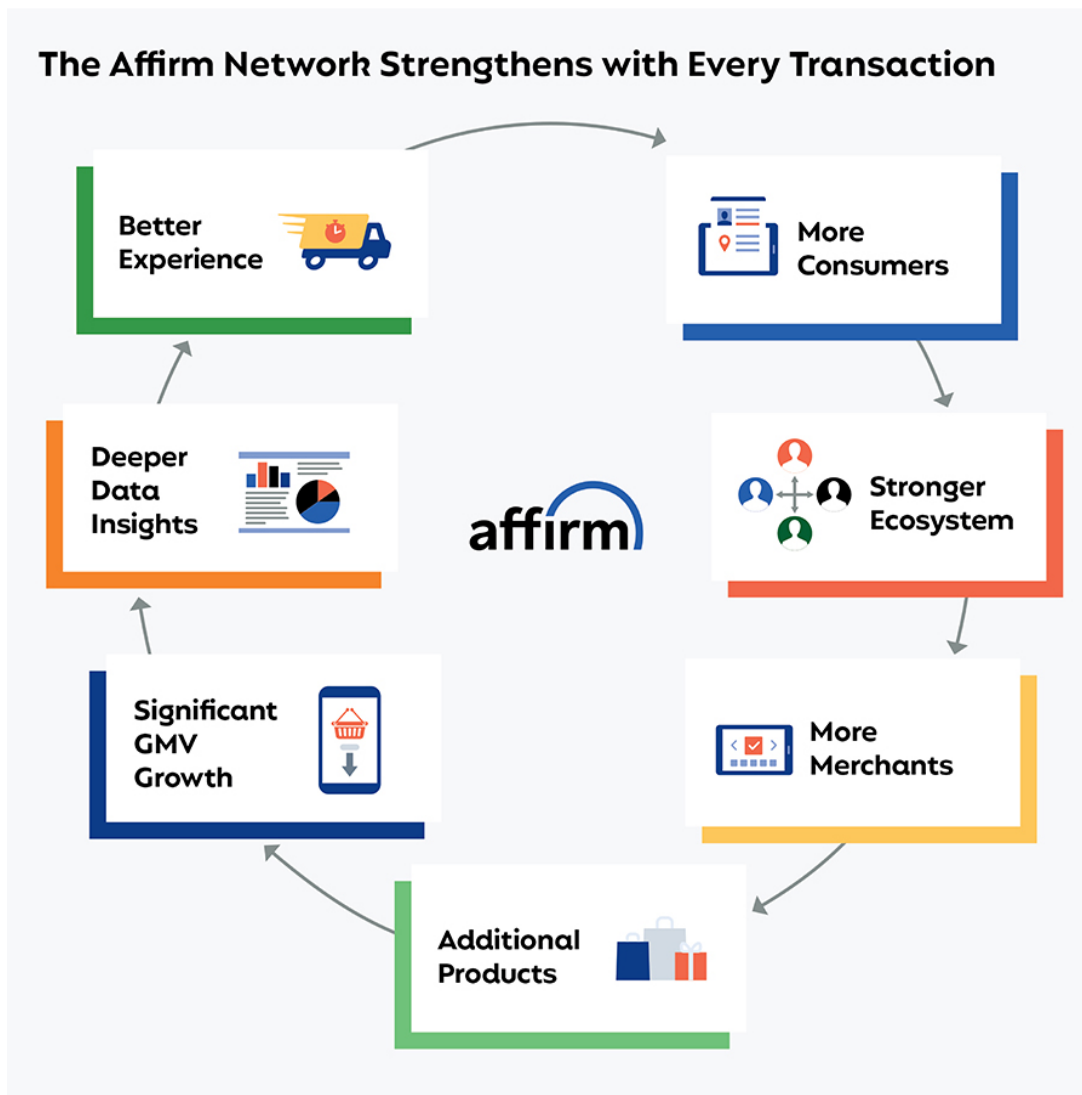 The Affirm Network Strengthens with Every Transaction
Better
Experience
More
Consumers
Deeper
Data
Insights
Stronger
Ecosystem
affirm
Significant
GMV
Growth
More
Merchants
Additional
Products